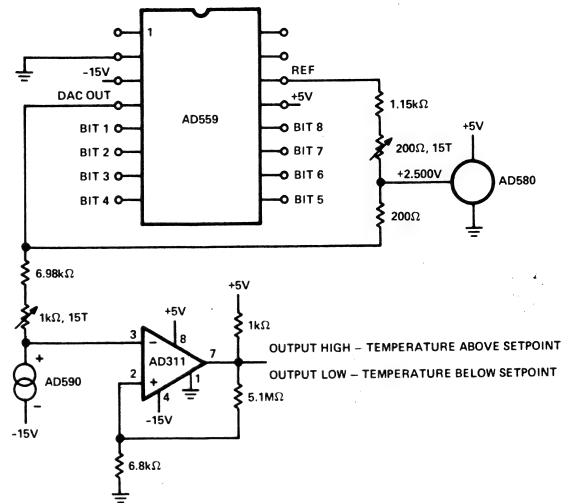 1
-15V
REF
DAC OUT
+5V
AD559
1.15kΩ
BIT 1
BIT 8
200Ω, 15T
+5V
BIT 2
BIT 7
BIT 3
BIT 6
+2.500V
AD580
BIT 4
BIT 5
200Ω
6.98kΩ
1kΩ, 15T
+5V
+5V
1kΩ
3
-
8
7
OUTPUT HIGH – TEMPERATURE ABOVE SETPOINT
AD311
OUTPUT LOW – TEMPERATURE BELOW SETPOINT
+
AD590
-
2
+
1
4
5.1MΩ
-15V
-15V
6.8kΩ